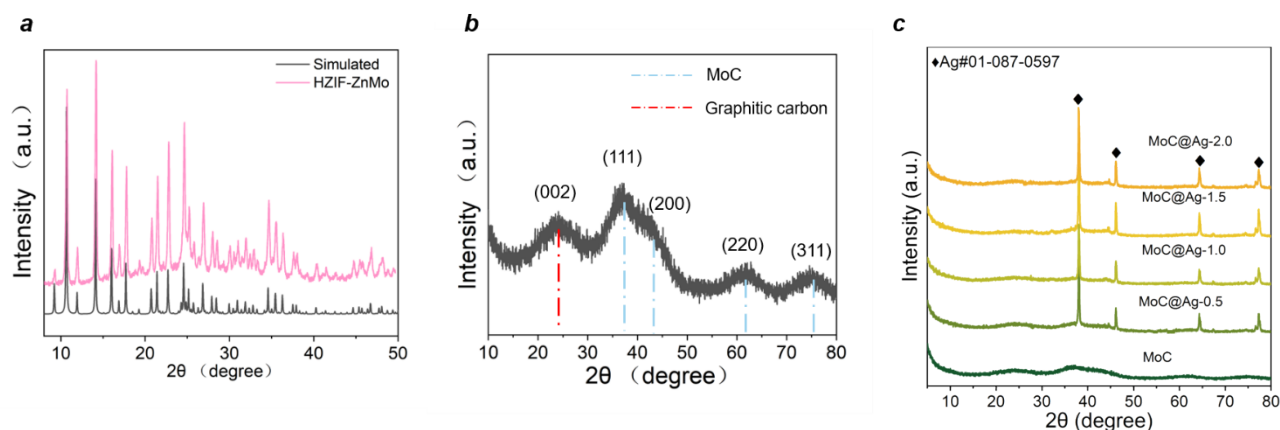 a
Simulated
HZIF-ZnMo
Intensity （a.u.）
10 20 30 40 50
2θ （degree）
b
MoC
Graphitic carbon
(002)
(111)
(200)
(220)
(311)
Intensity （a.u.）
10 20 30 40 50 60 70 80
2θ （degree）
c
♦Ag#01-087-0597
MoC@Ag-2.0
MoC@Ag-1.5
MoC@Ag-1.0
MoC@Ag-0.5
MoC
Intensity (a.u.)
10 20 30 40 50 60 70 80
2θ (degree)